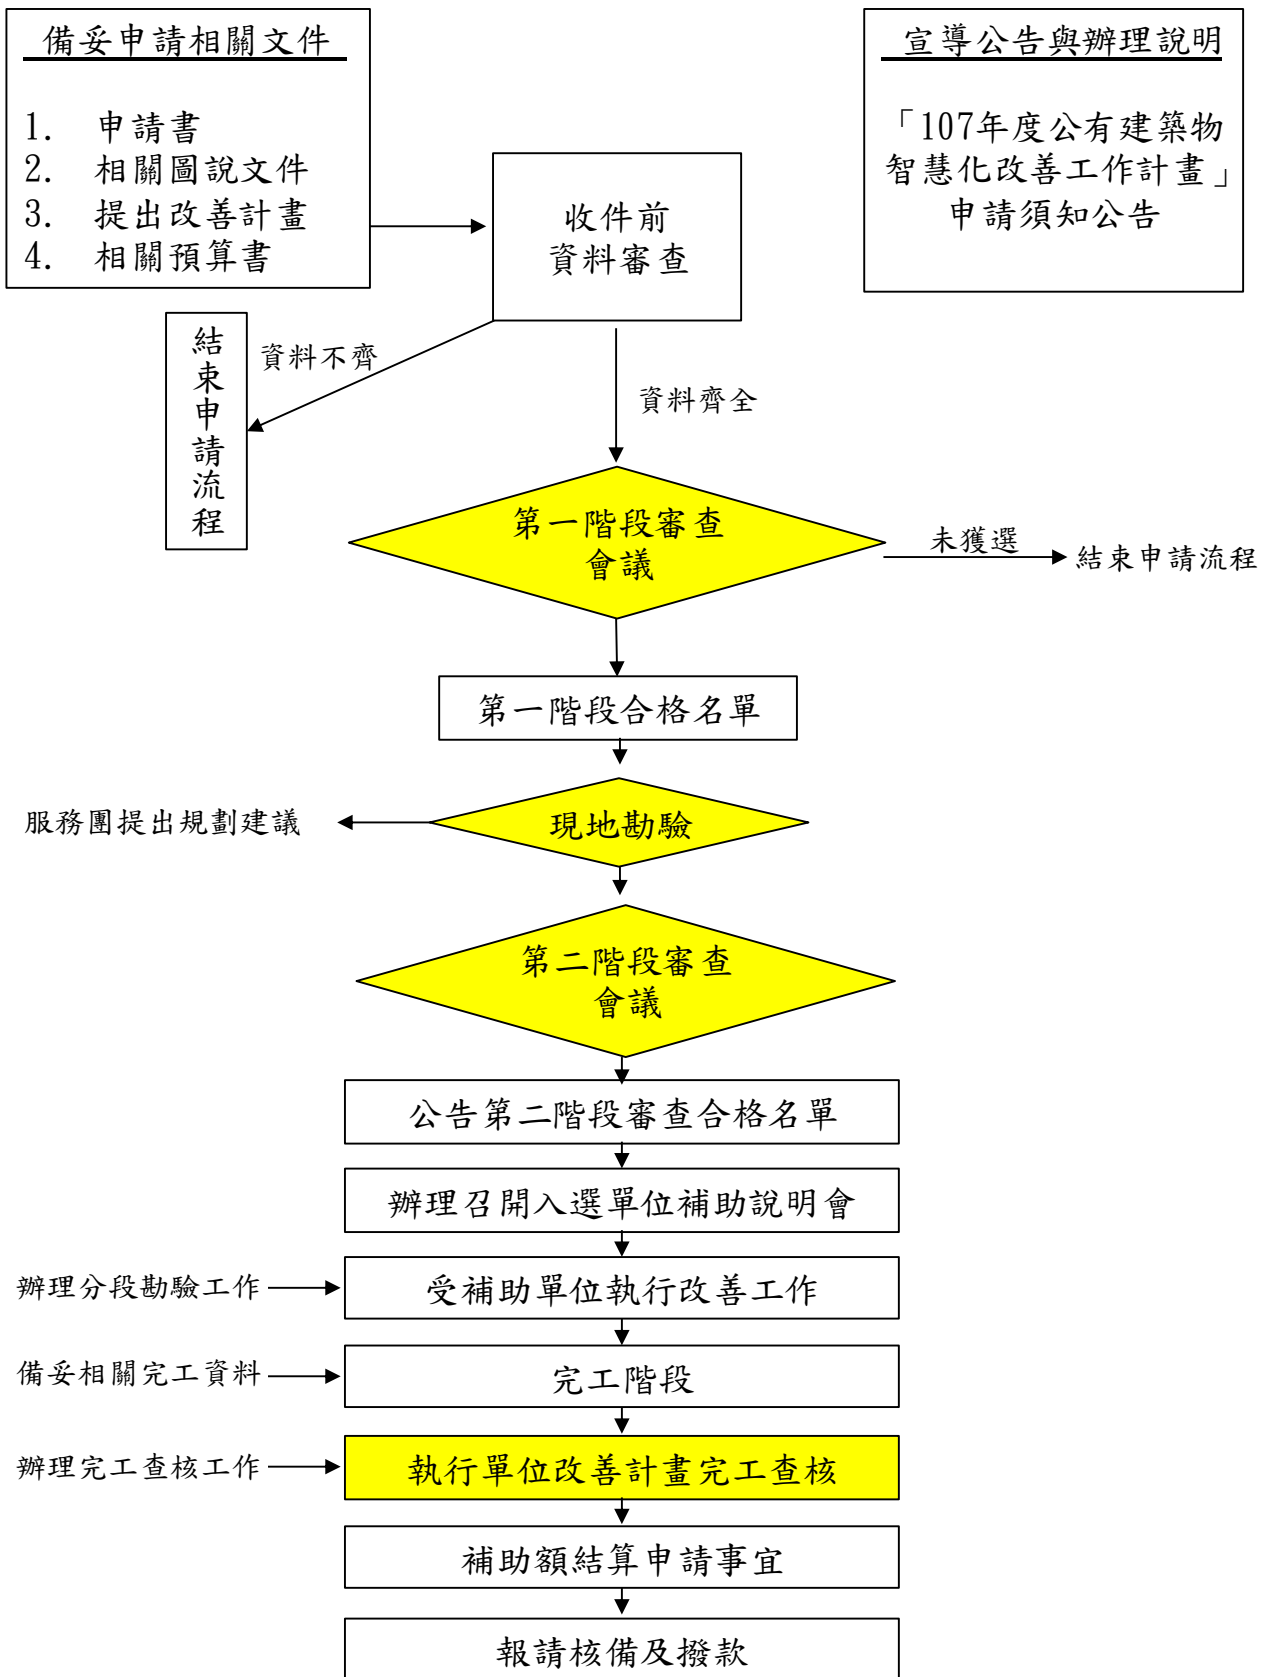 備妥申請相關文件
1. 申請書
2. 相關圖說文件
3. 提出改善計畫
4. 相關預算書
宣導公告與辦理說明
「107年度公有建築物
智慧化改善工作計畫」
申請須知公告
收件前
資料審查
資料不齊
結束申請流程
資料齊全
第一階段審查
會議
未獲選
結束申請流程
第一階段合格名單
現地勘驗
服務團提出規劃建議
第二階段審查
會議
公告第二階段審查合格名單
辦理召開入選單位補助說明會
辦理分段勘驗工作
受補助單位執行改善工作
備妥相關完工資料
完工階段
辦理完工查核工作
執行單位改善計畫完工查核
補助額結算申請事宜
報請核備及撥款